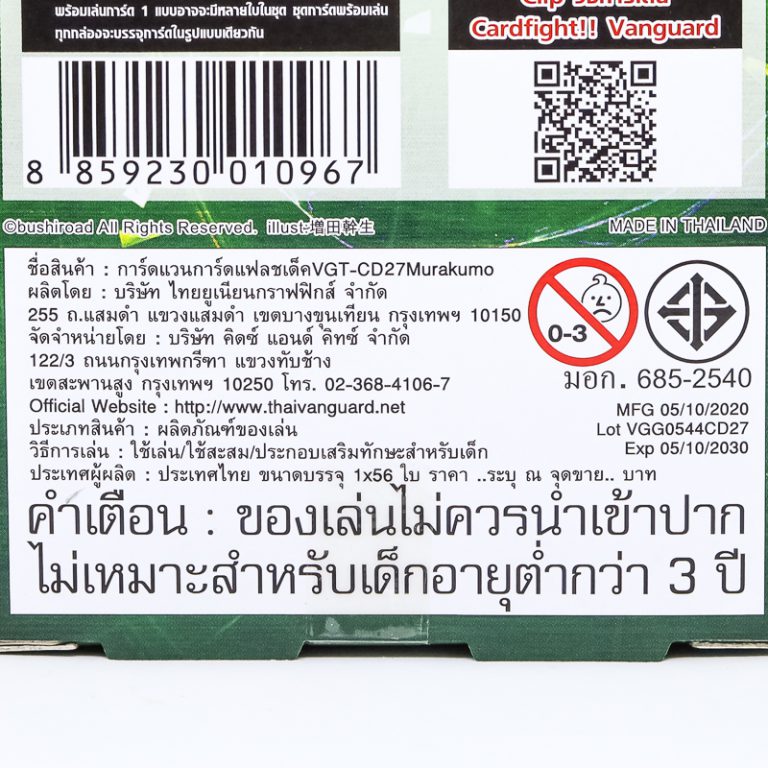 พร้อมเล่นการ์ด 1 แบบอาจจะมีหลายใบในชุด ชุดการ์ดพร้อมเล่น
ทุกกล่องจะบรรจุการ์ดในรูปแบบเดียวกัน
Cardfight!! Vanguard
8 859230 010967
©bushiroad All Rights Reserved. illust:増田幹生
MADE IN THAILAND
ชื่อสินค้า : การ์ดแวนการ์ดแฟลชเด็คVGT-CD27Murakumo
ผลิตโดย : บริษัท ไทยยูเนียนกราฟฟิกส์ จำกัด
255 ถ.แสมดำ แขวงแสมดำ เขตบางขุนเทียน กรุงเทพฯ 10150
จัดจำหน่ายโดย : บริษัท คิดซ์ แอนด์ คิทซ์ จำกัด
122/3 ถนนกรุงเทพกรีฑา แขวงทับช้าง
เขตสะพานสูง กรุงเทพฯ 10250 โทร. 02-368-4106-7
Official Website : http://www.thaivanguard.net
ประเภทสินค้า : ผลิตภัณฑ์ของเล่น
วิธีการเล่น : ใช้เล่น/ใช้สะสม/ประกอบเสริมทักษะสำหรับเด็ก
ประเทศผู้ผลิต : ประเทศไทย ขนาดบรรจุ 1x56 ใบ ราคา ..ระบุ ณ จุดขาย.. บาท
0-3
มอก. 685-2540
MFG 05/10/2020
Lot VGG0544CD27
Exp 05/10/2030
คำเตือน : ของเล่นไม่ควรนำเข้าปาก
ไม่เหมาะสำหรับเด็กอายุต่ำกว่า 3 ปี